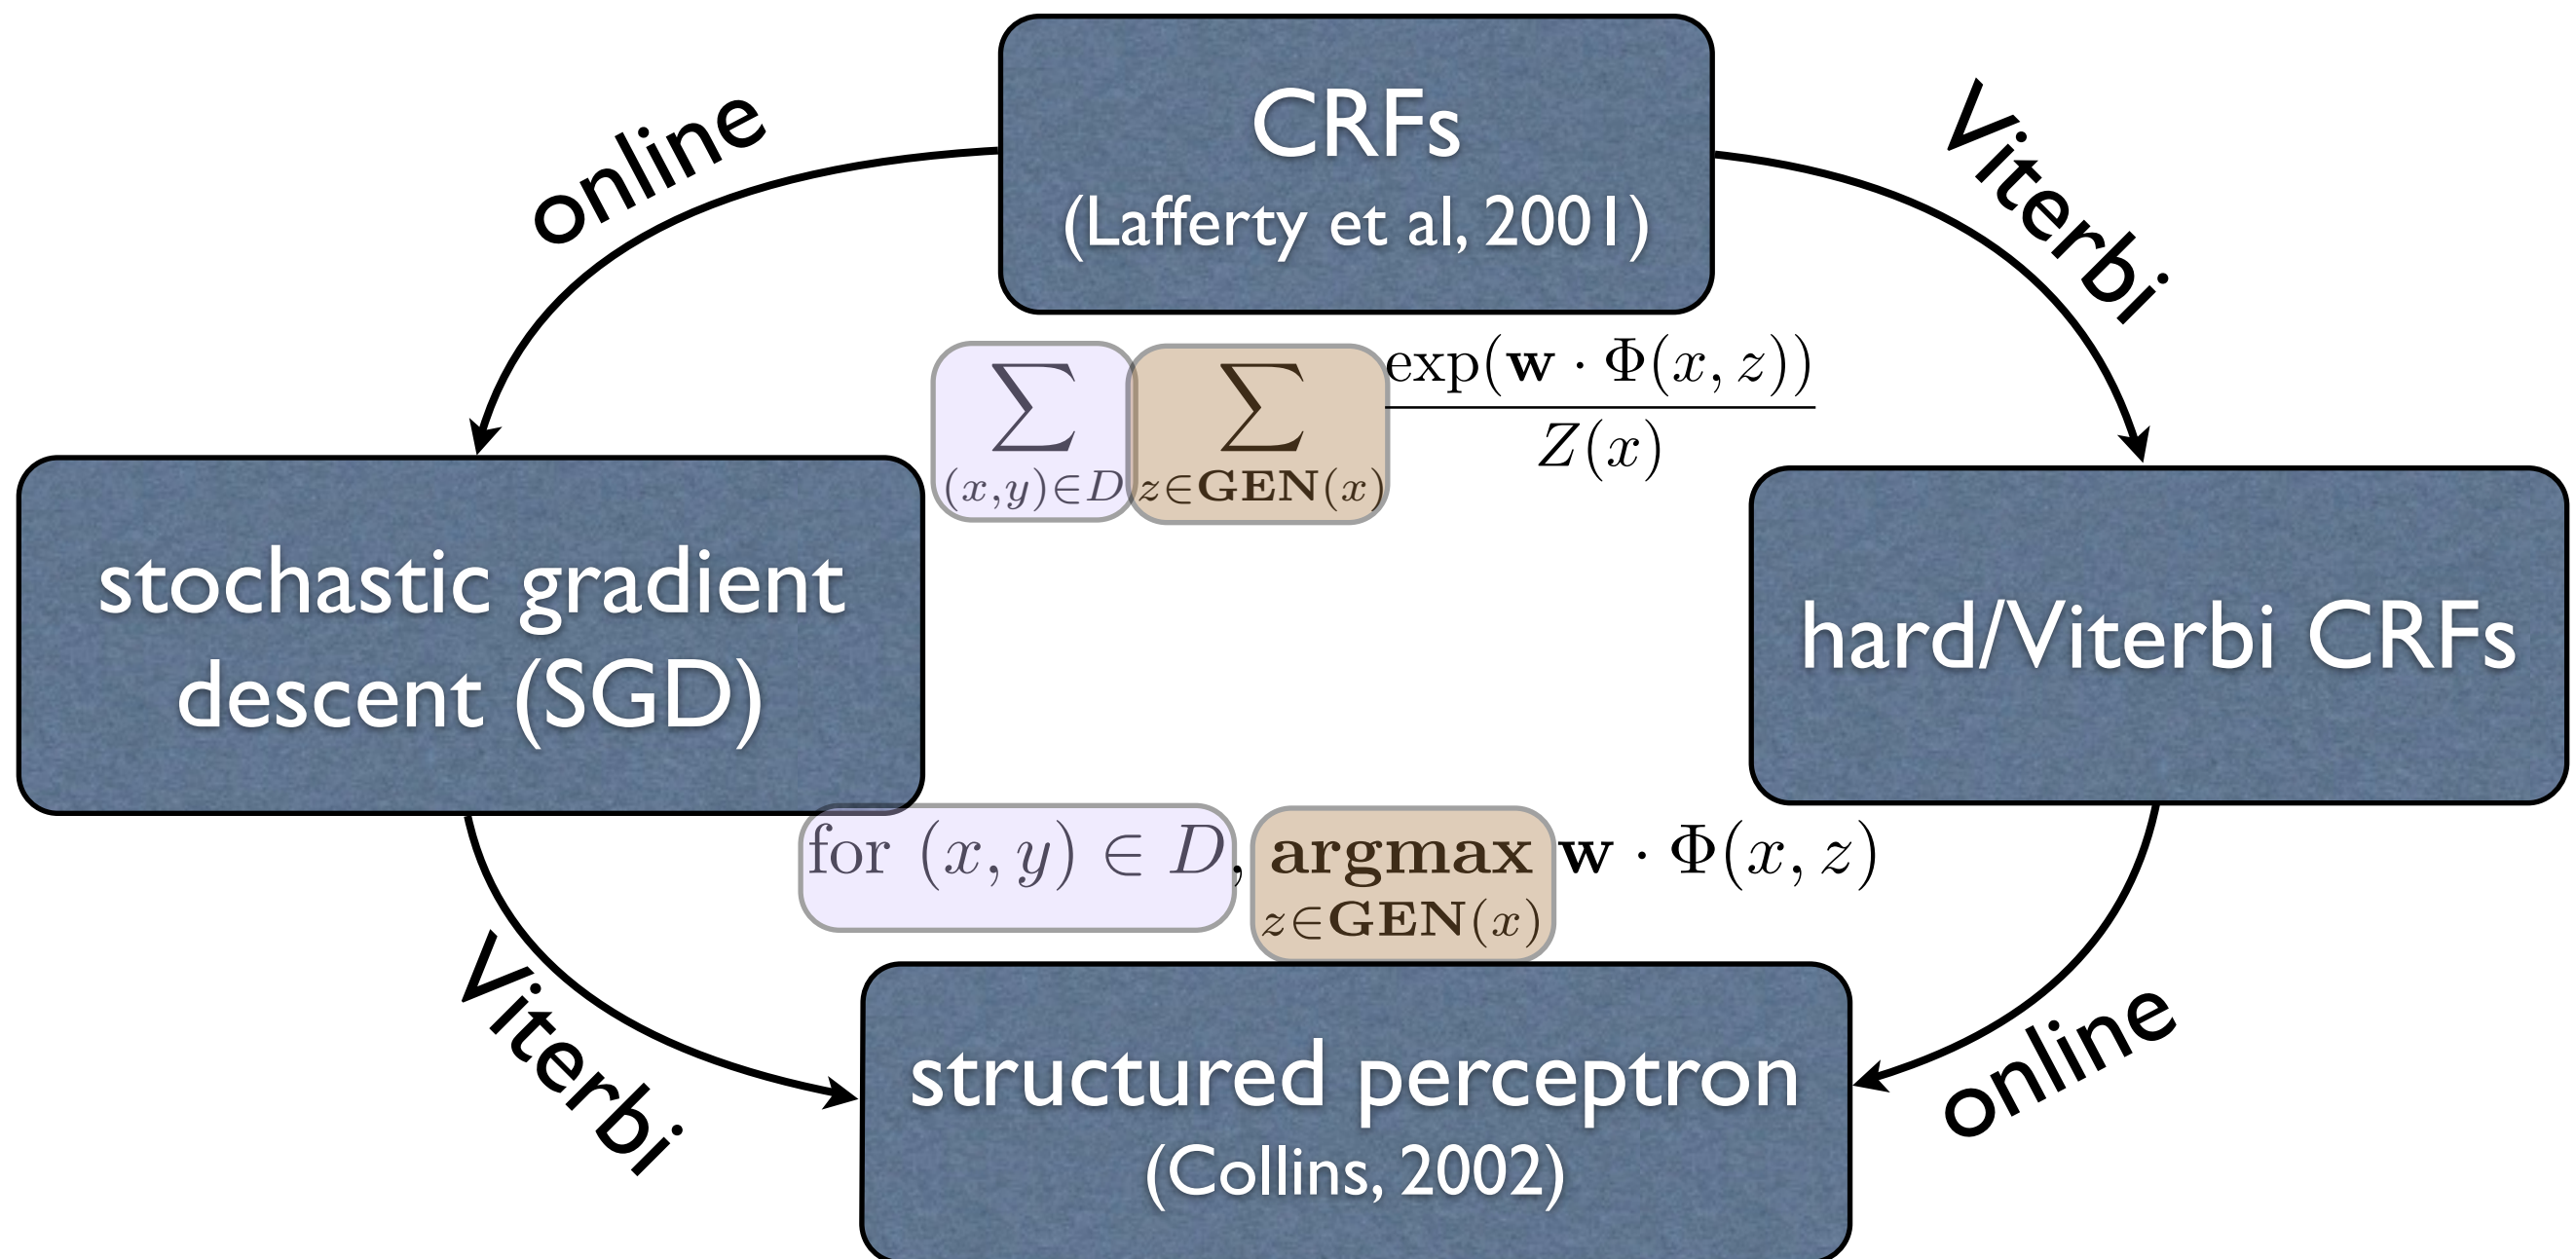 CRFs
(Lafferty et al, 2001)
online
Viterbi
∑ ∑ exp(w · Φ(x, z))
(x,y)∈D z∈GEN(x) Z(x)
stochastic gradient
descent (SGD)
hard/Viterbi CRFs
for (x, y) ∈ D, argmax w · Φ(x, z)
z∈GEN(x)
Viterbi
online
structured perceptron
(Collins, 2002)